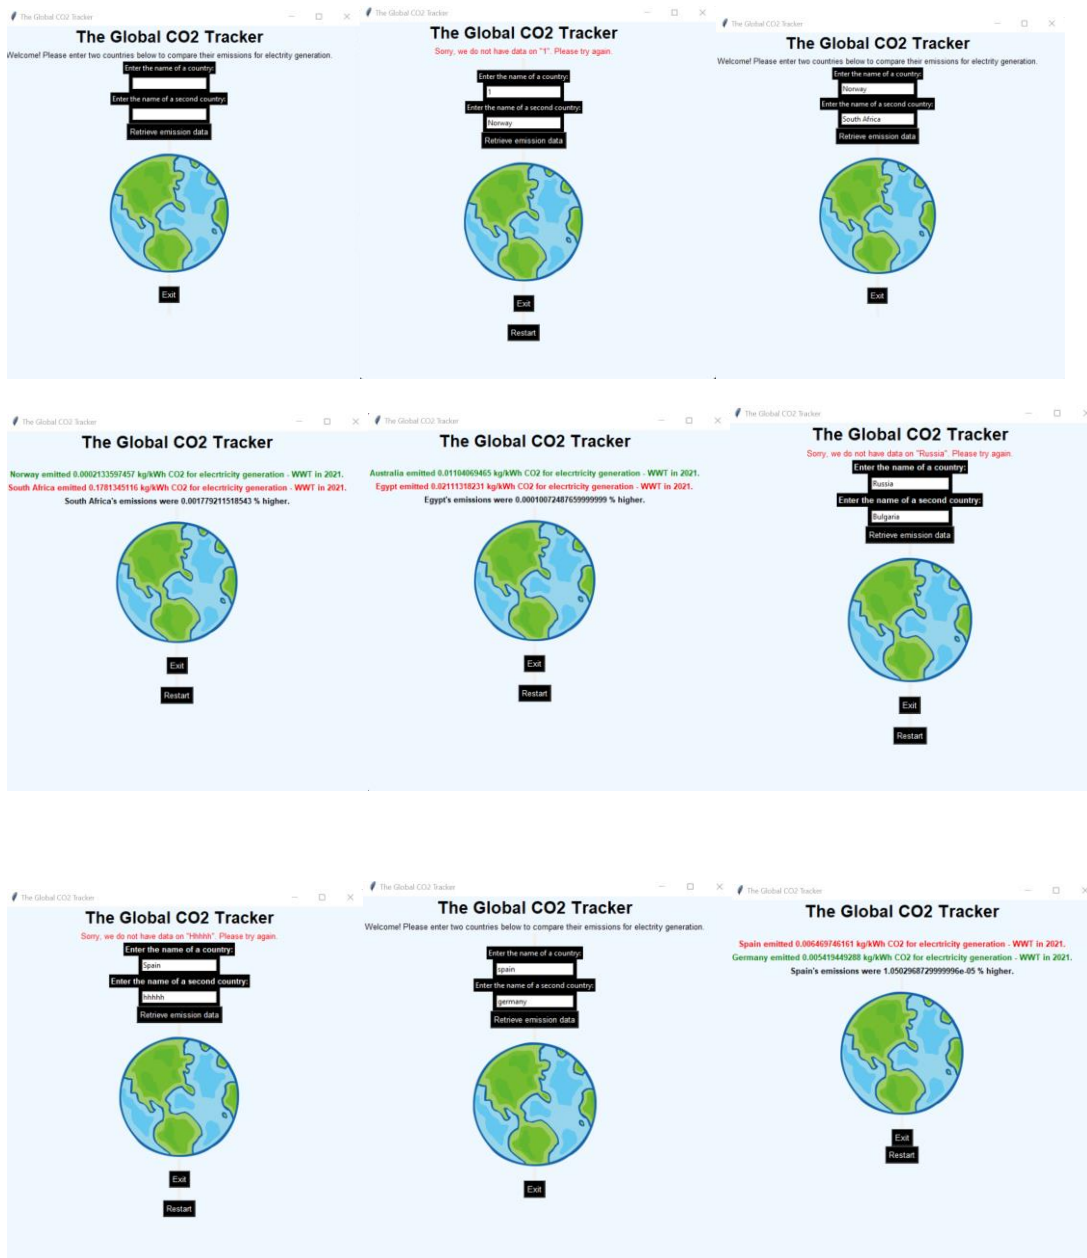 The Global CO2 Tracker
The Global CO2 Tracker
Welcome! Please enter two countries below to compare their emissions for electrity generation.
Enter the name of a country:
Enter the name of a second country:
Retrieve emission data
Exit
The Global CO2 Tracker
The Global CO2 Tracker
Sorry, we do not have data on "1". Please try again.
Enter the name of a country:
1
Enter the name of a second country:
Norway
Retrieve emission data
Exit
Restart
The Global CO2 Tracker
The Global CO2 Tracker
Welcome! Please enter two countries below to compare their emissions for electrity generation.
Enter the name of a country:
Norway
Enter the name of a second country:
South Africa
Retrieve emission data
Exit
The Global CO2 Tracker
The Global CO2 Tracker
Norway emitted 0.0002133597457 kg/kWh CO2 for elecrtricity generation - WWT in 2021.
South Africa emitted 0.1781345116 kg/kWh CO2 for elecrtricity generation - WWT in 2021.
South Africa's emissions were 0.001779211518543 % higher.
Exit
Restart
The Global CO2 Tracker
The Global CO2 Tracker
Australia emitted 0.01104069465 kg/kWh CO2 for elecrtricity generation - WWT in 2021.
Egypt emitted 0.02111318231 kg/kWh CO2 for elecrtricity generation - WWT in 2021.
Egypt's emissions were 0.00010072487659999999 % higher.
Exit
Restart
The Global CO2 Tracker
The Global CO2 Tracker
Sorry, we do not have data on "Russia". Please try again.
Enter the name of a country:
Russia
Enter the name of a second country:
Bulgaria
Retrieve emission data
Exit
Restart
The Global CO2 Tracker
The Global CO2 Tracker
Sorry, we do not have data on "Hhhhh". Please try again.
Enter the name of a country:
Spain
Enter the name of a second country:
hhhhh
Retrieve emission data
Exit
Restart
The Global CO2 Tracker
The Global CO2 Tracker
Welcome! Please enter two countries below to compare their emissions for electrity generation.
Enter the name of a country:
spain
Enter the name of a second country:
germany
Retrieve emission data
Exit
The Global CO2 Tracker
The Global CO2 Tracker
Spain emitted 0.006469746161 kg/kWh CO2 for elecrtricity generation - WWT in 2021.
Germany emitted 0.005419449288 kg/kWh CO2 for elecrtricity generation - WWT in 2021.
Spain's emissions were 1.0502968729999996e-05 % higher.
Exit
Restart